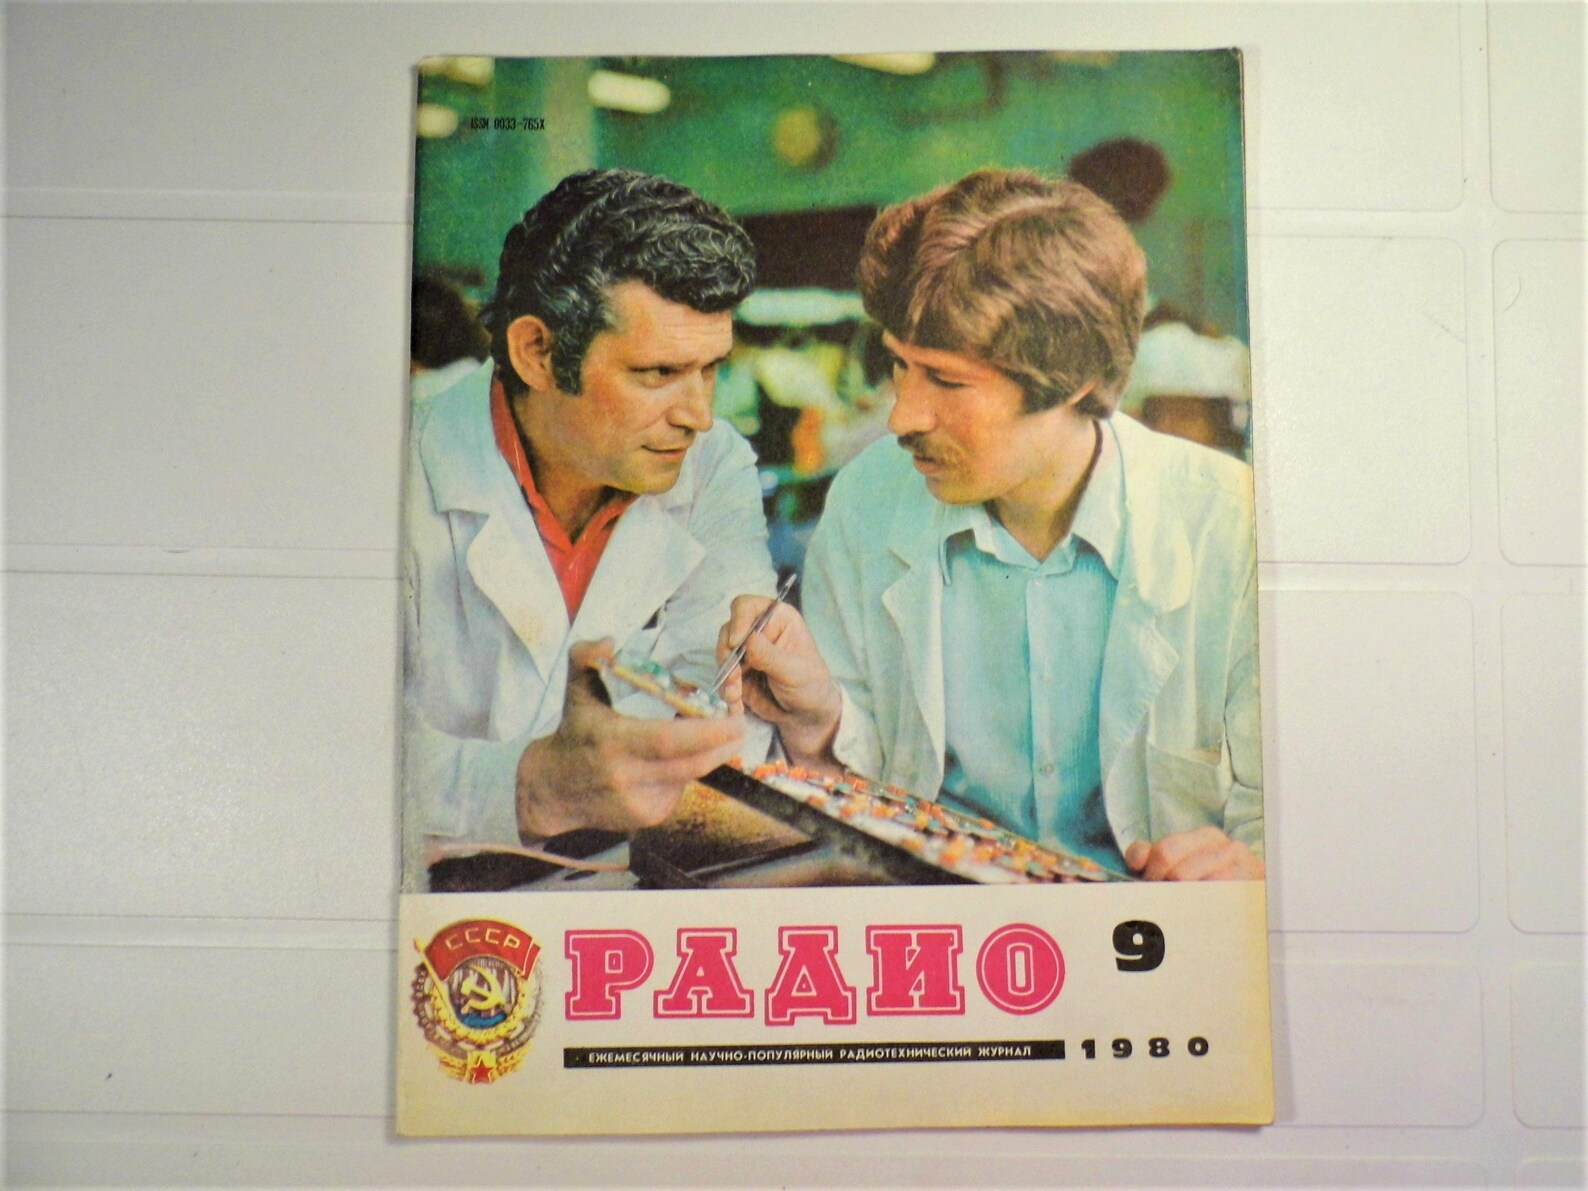 ISSN 0033-765X
СССР
РАДИО
9
ЕЖЕМЕСЯЧНЫЙ НАУЧНО-ПОПУЛЯРНЫЙ РАДИОТЕХНИЧЕСКИЙ ЖУРНАЛ
1980